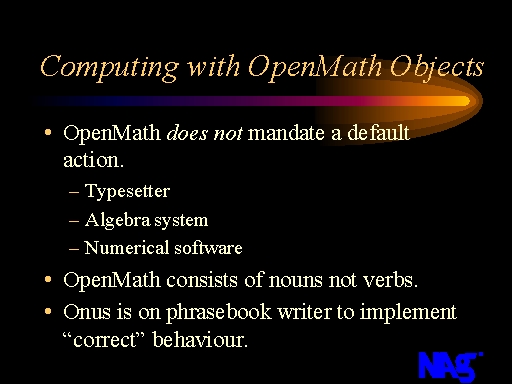 Computing with OpenMath Objects
• OpenMath does not mandate a default
action.
– Typesetter
– Algebra system
– Numerical software
• OpenMath consists of nouns not verbs.
• Onus is on phrasebook writer to implement
“correct” behaviour.
NAG